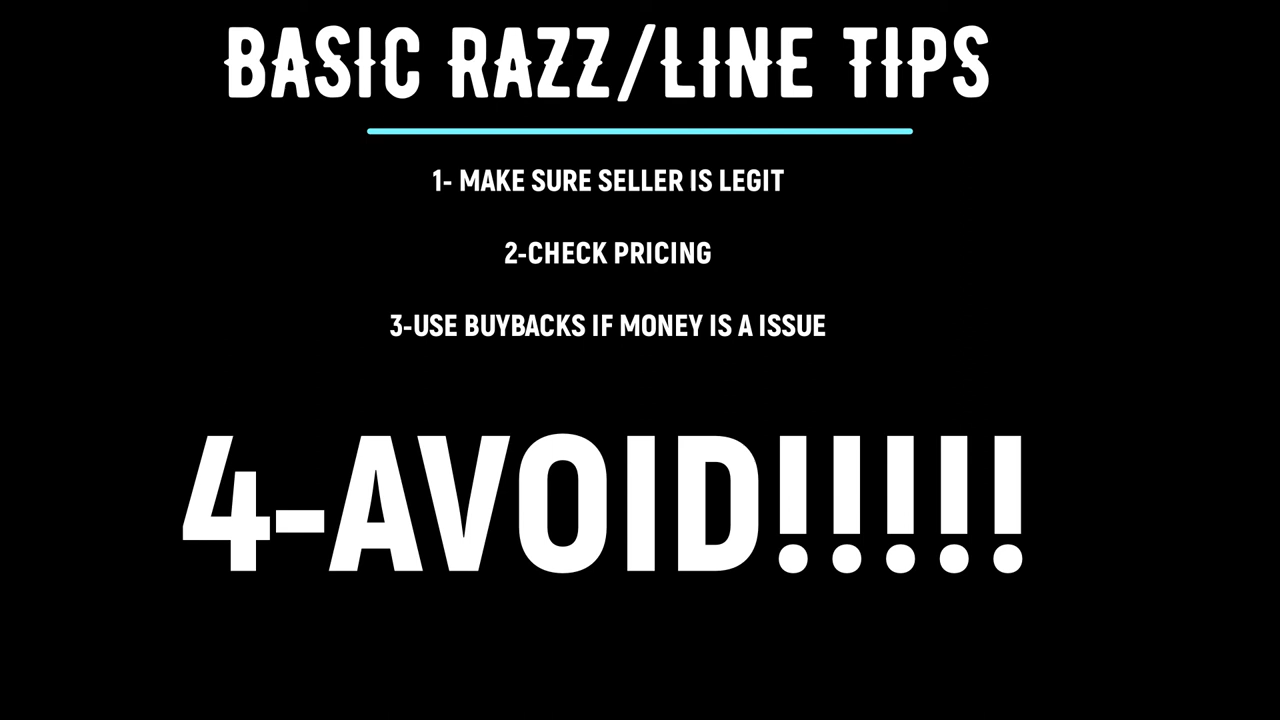 BASIC RAZZ/LINE TIPS
1- MAKE SURE SELLER IS LEGIT
2-CHECK PRICING
3-USE BUYBACKS IF MONEY IS A ISSUE
4-AVOID!!!!!